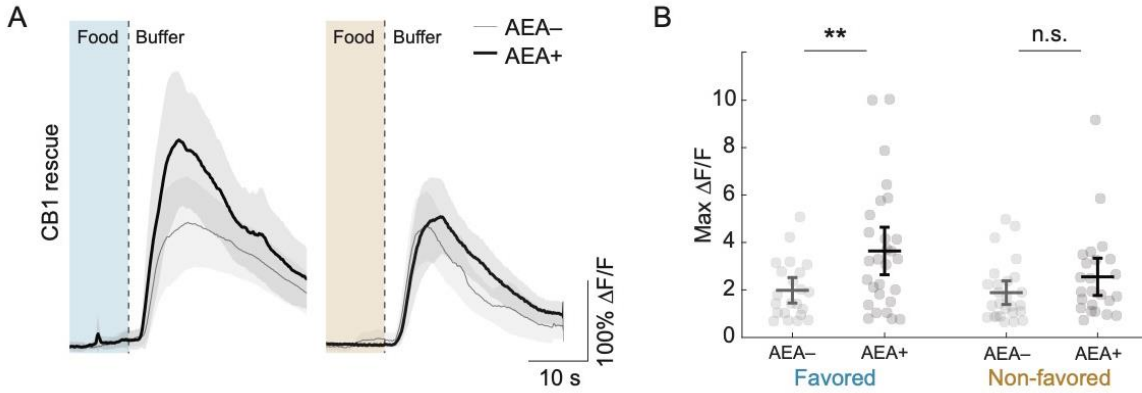 A
Food
Buffer
Food
Buffer
AEA–
AEA+
CB1 rescue
100% ΔF/F
10 s
B
**
n.s.
Max ΔF/F
10
8
6
4
2
0
AEA–
AEA+
AEA–
AEA+
Favored
Non-favored